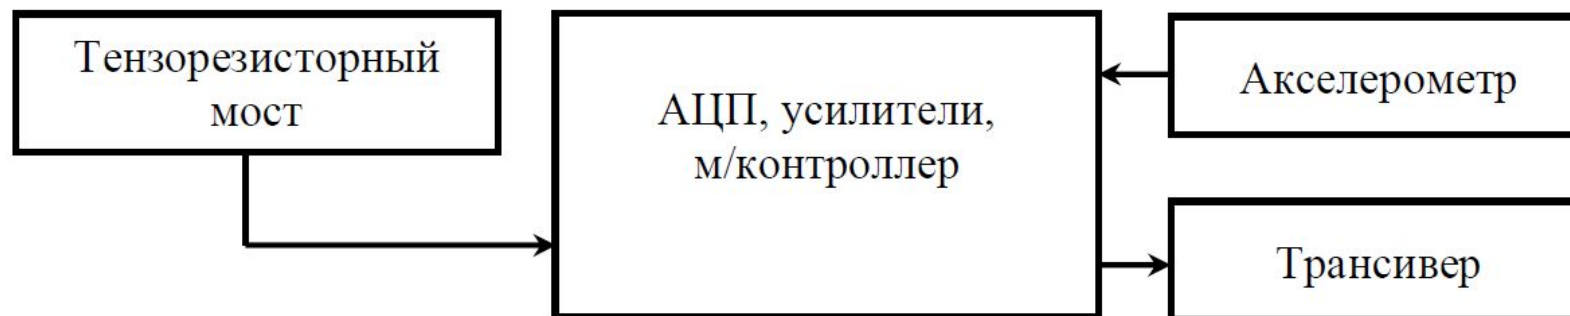 Тензорезисторный
мост
АЦП, усилители,
м/контроллер
Акселерометр
Трансивер